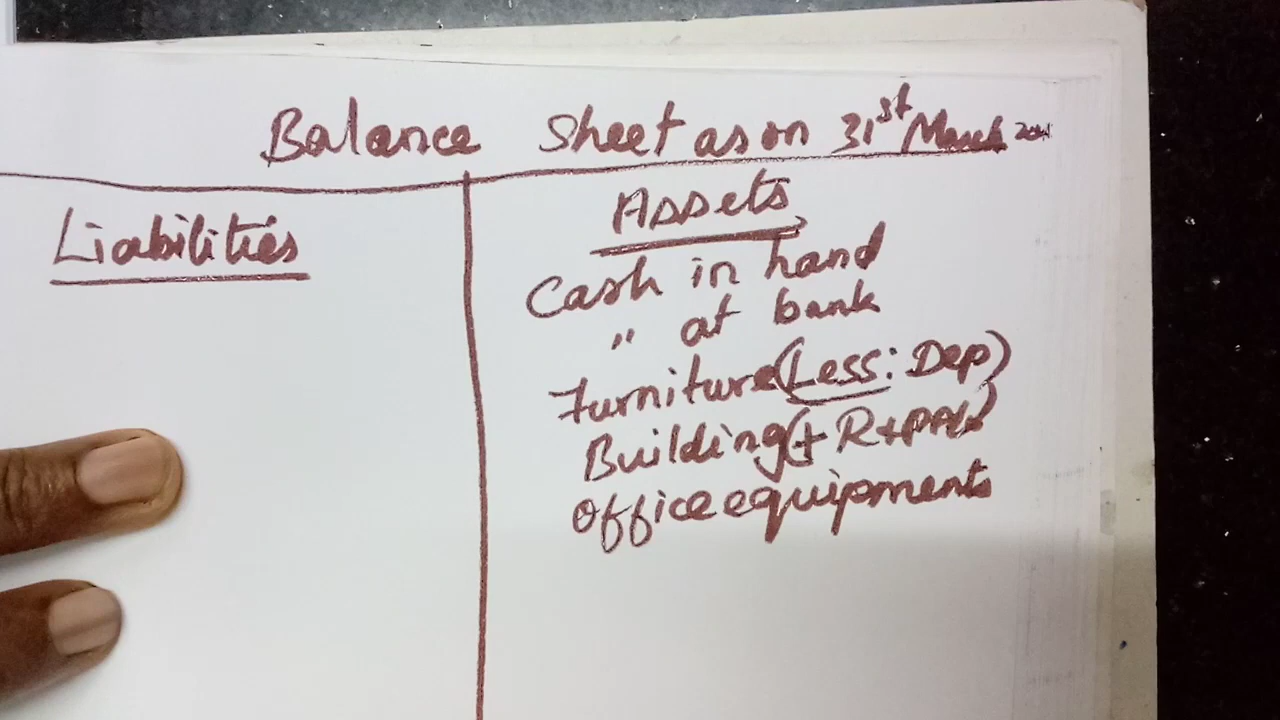 Balance Sheet as on 31st March
Liabilities
Assets
Cash in hand
" at bank
Furniture (Less: Dep)
Building (+ R+
Office equipments